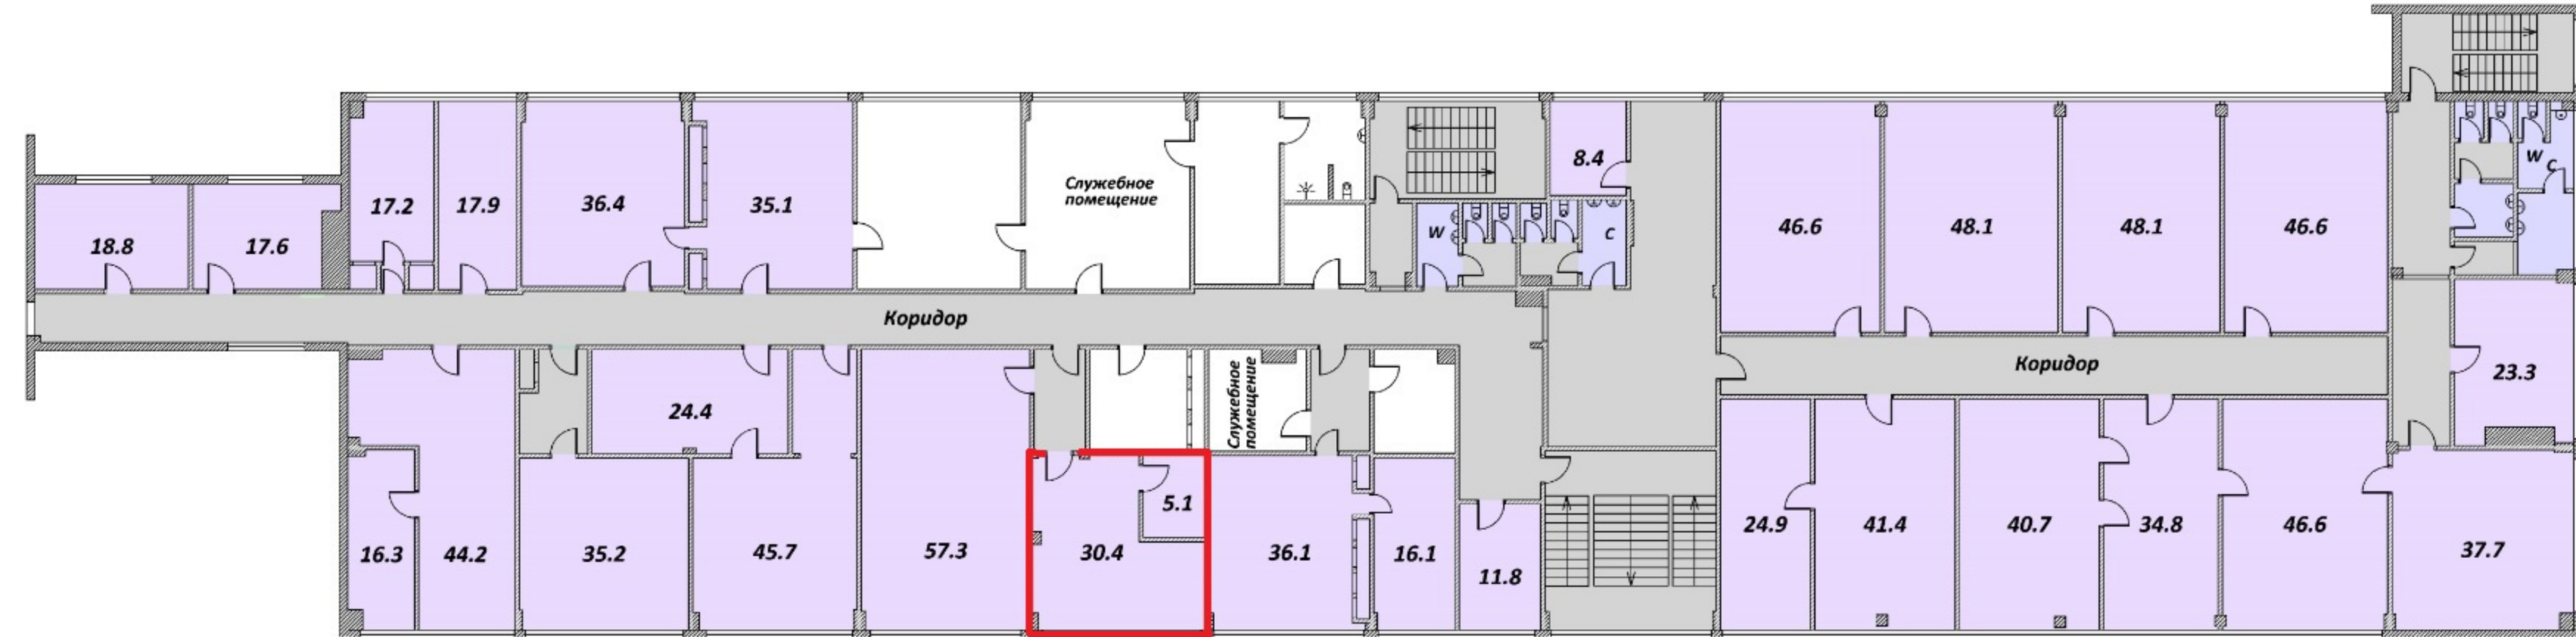 8.4
Служебное
помещение
17.2
17.9
36.4
35.1
18.8
17.6
W
С
46.6
48.1
48.1
46.6
W
С
Коридор
Коридор
23.3
24.4
Служебное
помещение
5.1
16.3
44.2
35.2
45.7
57.3
30.4
36.1
16.1
11.8
24.9
41.4
40.7
34.8
46.6
37.7